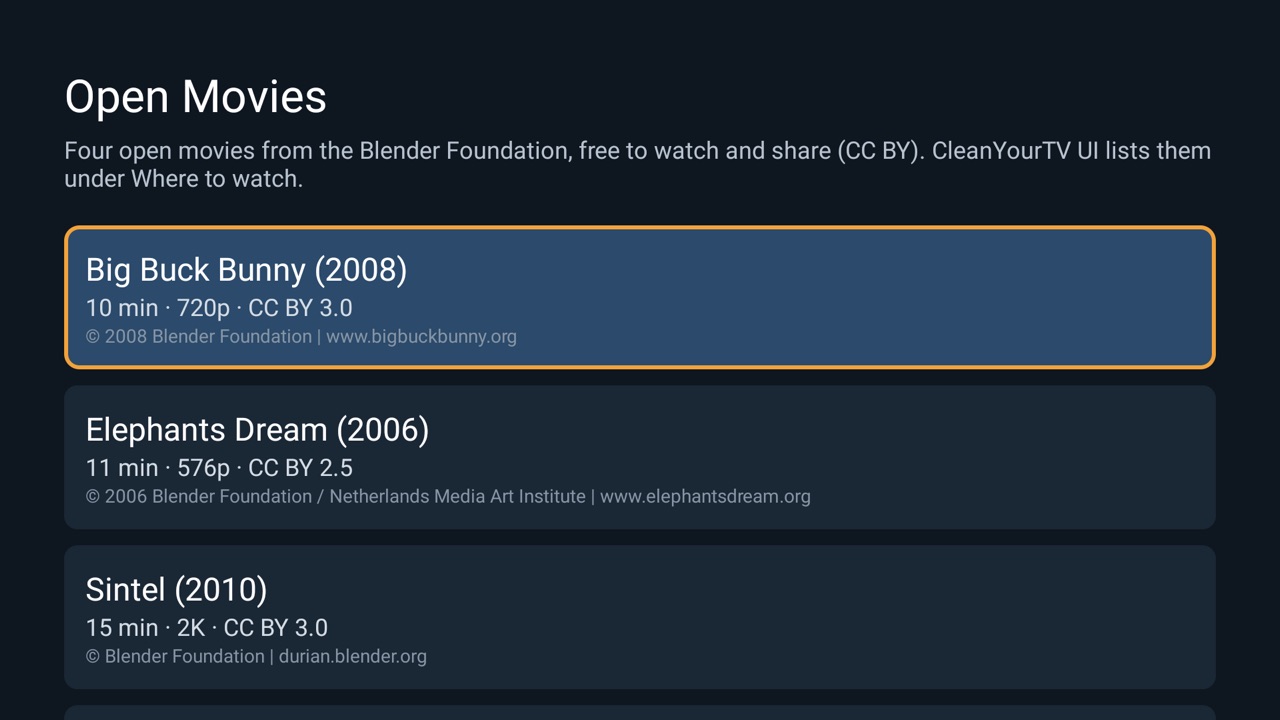 Open Movies
Four open movies from the Blender Foundation, free to watch and share (CC BY). CleanYourTV UI lists them
under Where to watch.
Big Buck Bunny (2008)
10 min · 720p · CC BY 3.0
© 2008 Blender Foundation | www.bigbuckbunny.org
Elephants Dream (2006)
11 min · 576p · CC BY 2.5
© 2006 Blender Foundation / Netherlands Media Art Institute | www.elephantsdream.org
Sintel (2010)
15 min · 2K · CC BY 3.0
© Blender Foundation | durian.blender.org